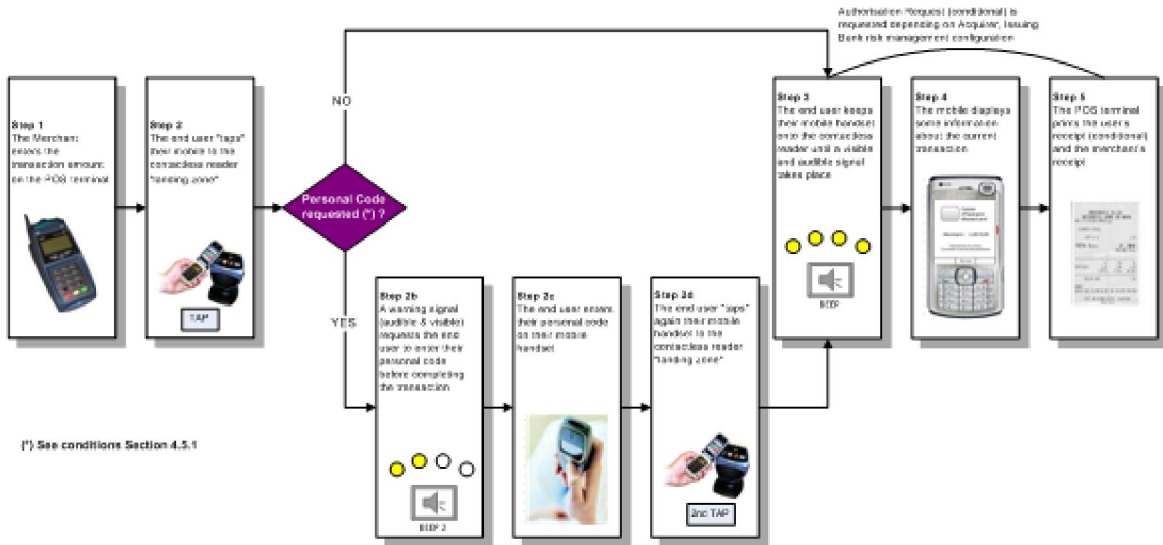 Authorisation Request (conditional) is
requested depending on Acquirer, Issuing
Bank risk management configuration
Step 1
The Merchant
enters the
transaction amount
on the POS terminal
Step 2
The end user "taps"
their mobile to the
contactless reader
"landing zone"
TAP
NO
Personal Code
requested (*) ?
YES
Step 2b
A warning signal
(audible & visible)
requests the end
user to enter their
personal code
before completing
the transaction
BEEP 2
Step 2c
The end user enters
their personal code
on their mobile
handset
Step 2d
The end user "taps"
again their mobile
handset to the
contactless reader
"landing zone"
2nd TAP
Step 3
The end user keeps
their mobile handset
onto the contactless
reader until a visible
and audible signal
takes place
BEEP
Step 4
The mobile displays
some information
about the current
transaction
Step 5
The POS terminal
prints the user's
receipt (conditional)
and the merchant's
receipt
(*) See conditions Section 4.5.1